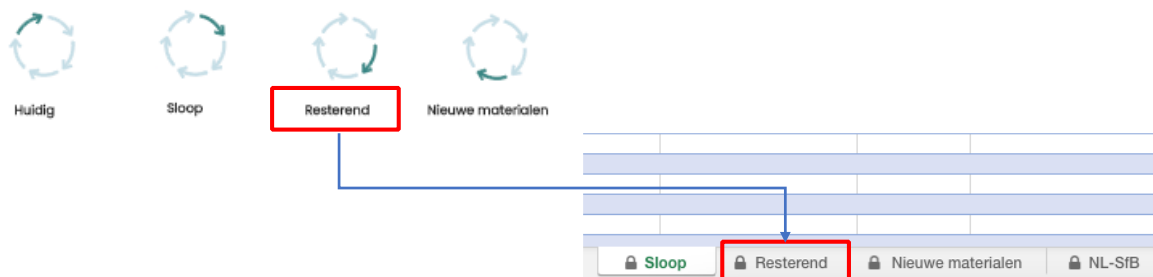 Huidig
Sloop
Resterend
Nieuwe materialen
Sloop
Resterend
Nieuwe materialen
NL-SfB